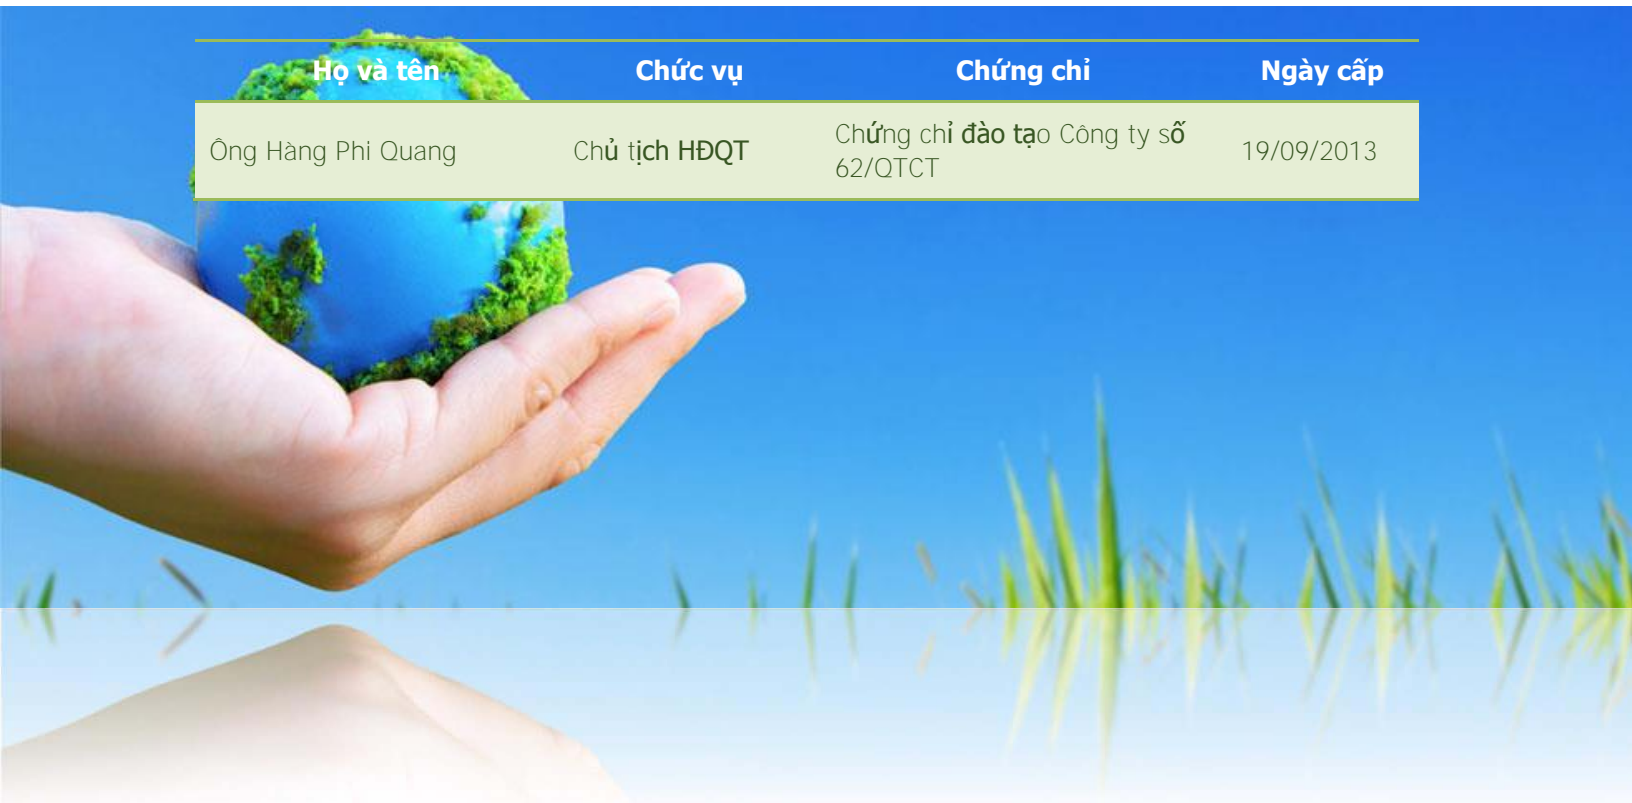 Họ và tên Chức vụ Chứng chỉ Ngày cấp
Ông Hàng Phi Quang Chủ tịch HĐQT Chứng chỉ đào tạo Công ty số 19/09/2013
62/QTCT